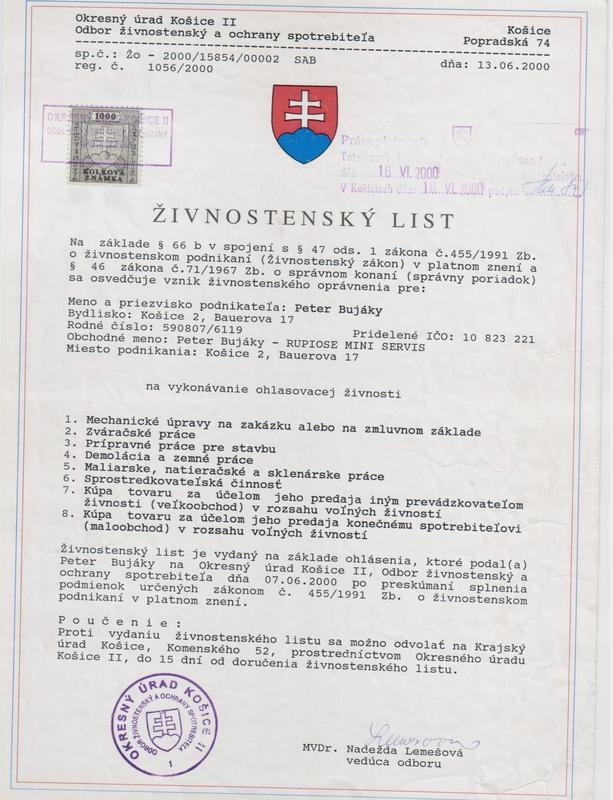 Okresný úrad Košice II
Odbor živnostenský a ochrany spotrebiteľa
Košice
Popradská 74
sp.č.: Žo - 2000/15854/00002 SAB
reg. č. 1056/2000
dňa: 13.06.2000
1000
KOLKOVÁ
ZNÁMKA
16. VI. 2000
V Košiciach dňa: 16. VI. 2000 podpis:
ŽIVNOSTENSKÝ LIST
Na základe § 66 b v spojení s § 47 ods. 1 zákona č.455/1991 Zb.
o živnostenskom podnikaní (Živnostenský zákon) v platnom znení a
§ 46 zákona č.71/1967 Zb. o správnom konaní (správny poriadok)
sa osvedčuje vznik živnostenského oprávnenia pre:
Meno a priezvisko podnikateľa: Peter Bujáky
Bydlisko: Košice 2, Bauerova 17
Rodné číslo: 590807/6119
Pridelené IČO: 10 823 221
Obchodné meno: Peter Bujáky - RUPIOSE MINI SERVIS
Miesto podnikania: Košice 2, Bauerova 17
na vykonávanie ohlasovacej živnosti
1. Mechanické úpravy na zakázku alebo na zmluvnom základe
2. Zváračské práce
3. Prípravné práce pre stavbu
4. Demolácia a zemné práce
5. Maliarske, natieračské a sklenárske práce
6. Sprostredkovateľská činnosť
7. Kúpa tovaru za účelom jeho predaja iným prevádzkovateľom
živnosti (veľkoobchod) v rozsahu voľných živností
8. Kúpa tovaru za účelom jeho predaja konečnému spotrebiteľovi
(maloobchod) v rozsahu voľných živností
Živnostenský list je vydaný na základe ohlásenia, ktoré podal(a)
Peter Bujáky na Okresný úrad Košice II, Odbor živnostenský a
ochrany spotrebiteľa dňa 07.06.2000 po preskúmaní splnenia
podmienok určených zákonom č. 455/1991 Zb. o živnostenskom
podnikaní v platnom znení.
P o u č e n i e :
Proti vydaniu živnostenského listu sa možno odvolať na Krajský
úrad Košice, Komenského 52, prostredníctvom Okresného úradu
Košice II, do 15 dní od doručenia živnostenského listu.
OKRESNÝ ÚRAD KOŠICE II
ODBOR ŽIVNOSTENSKÝ A OCHRANY SPOTREBITEĽA
1
MVDr. Nadežda Lemešová
vedúca odboru